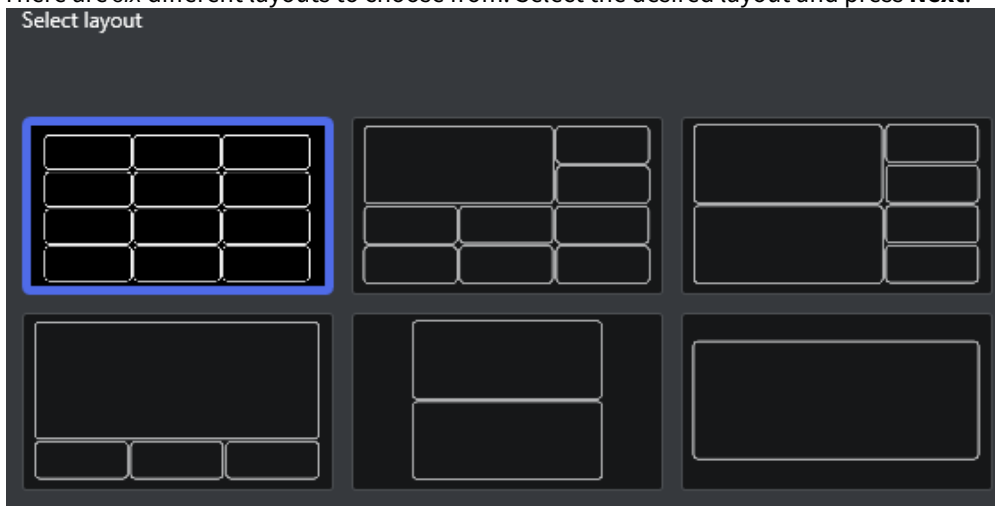 There are six different layouts to choose from. Select the desired layout and press Next.
Select layout